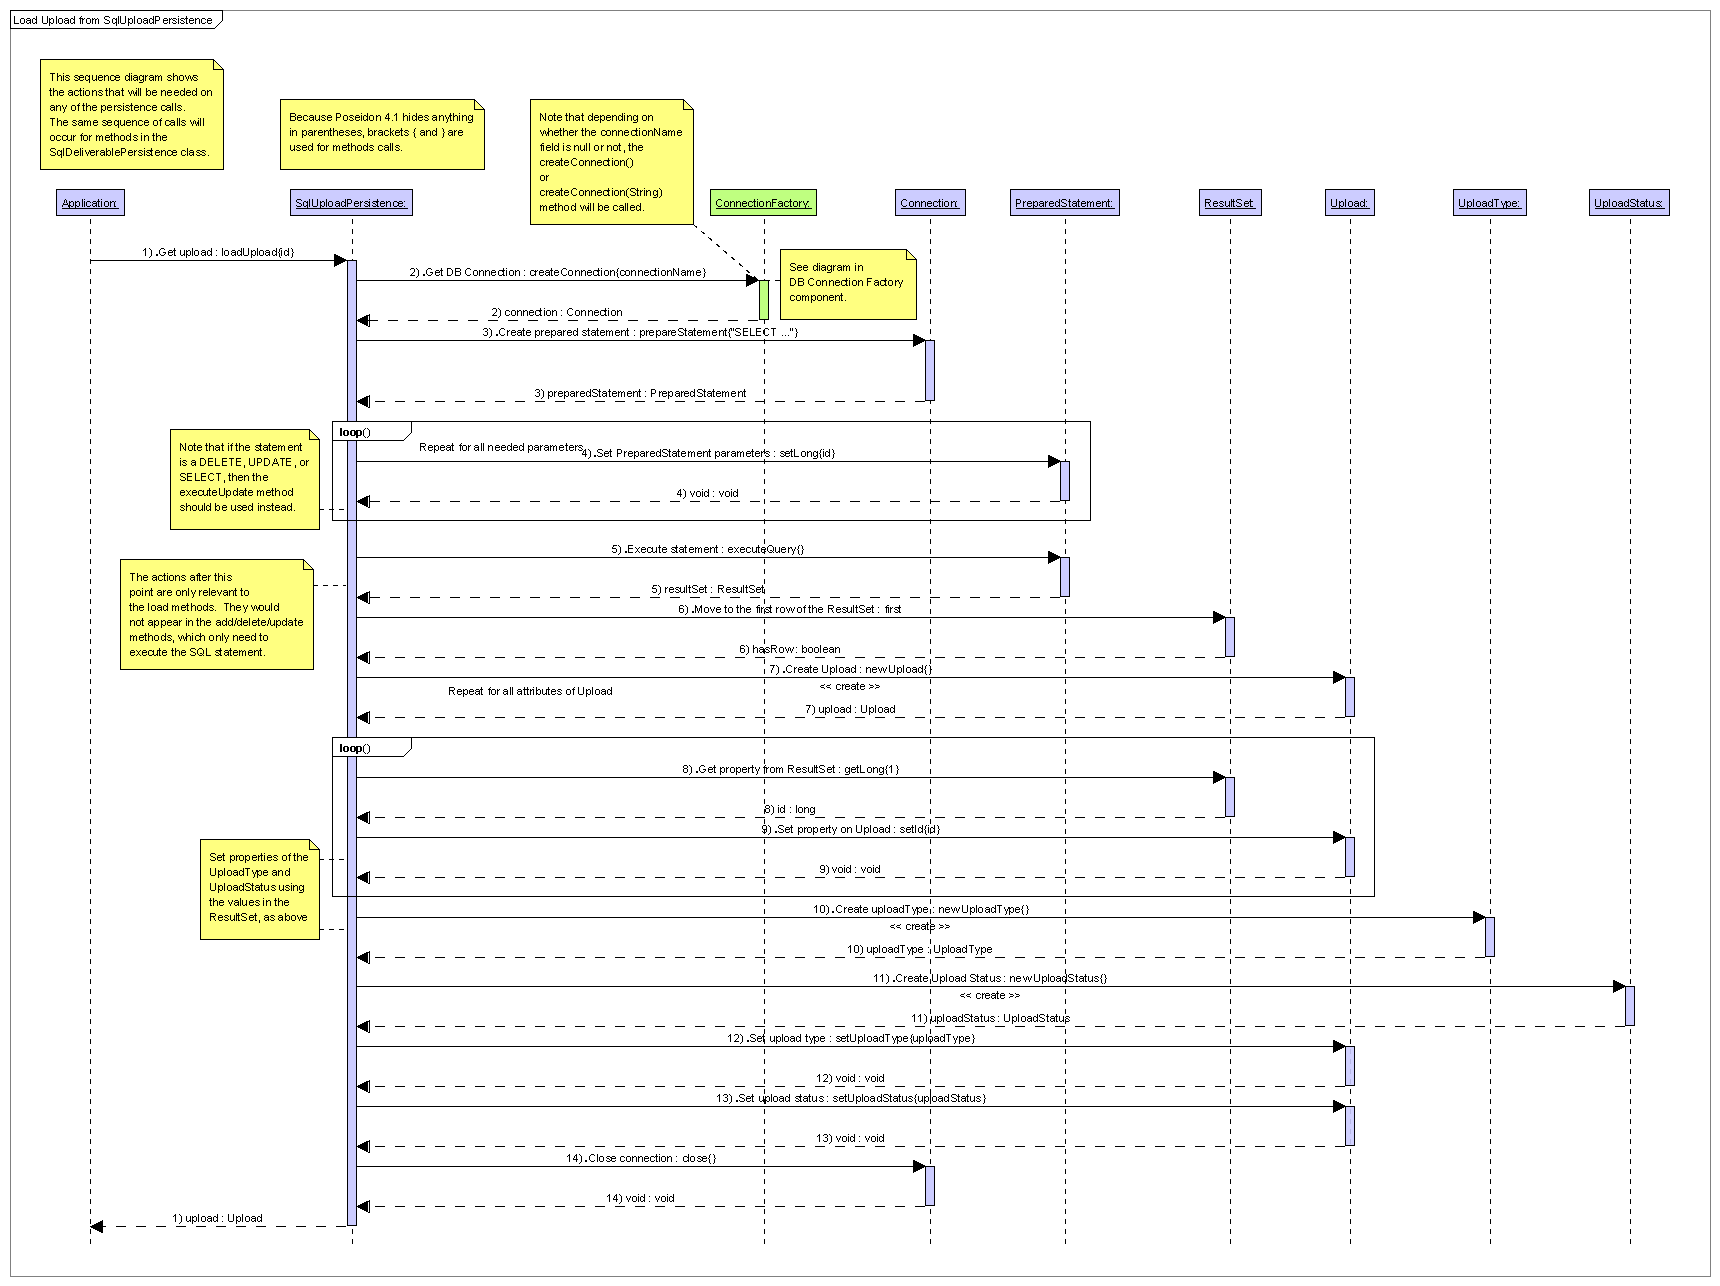 Load Upload from SqlUploadPersistence
This sequence diagram shows
the actions that will be needed on
any of the persistence calls.
The same sequence of calls will
occur for methods in the
SqlDeliverablePersistence class.
Because Poseidon 4.1 hides anything
in parentheses, brackets { and } are
used for methods calls.
Note that depending on
whether the connectionName
field is null or not, the
createConnection()
or
createConnection(String)
method will be called.
Application:
SqlUploadPersistence:
ConnectionFactory:
Connection:
PreparedStatement:
ResultSet:
Upload:
UploadType:
UploadStatus:
1) .Get upload : loadUpload{id}
2) .Get DB Connection : createConnection{connectionName}
See diagram in
DB Connection Factory
component.
2) connection : Connection
3) .Create prepared statement : prepareStatement{"SELECT ..."}
3) preparedStatement : PreparedStatement
loop()
Repeat for all needed parameters
4) .Set PreparedStatement parameters : setLong{id}
Note that if the statement
is a DELETE, UPDATE, or
SELECT, then the
executeUpdate method
should be used instead.
4) void : void
5) .Execute statement : executeQuery{}
The actions after this
point are only relevant to
the load methods. They would
not appear in the add/delete/update
methods, which only need to
execute the SQL statement.
5) resultSet : ResultSet
6) .Move to the first row of the ResultSet : first
6) hasRow : boolean
7) .Create Upload : new Upload{}
<< create >>
Repeat for all attributes of Upload
7) upload : Upload
loop()
8) .Get property from ResultSet : getLong{1}
8) id : long
9) .Set property on Upload : setId{id}
Set properties of the
UploadType and
UploadStatus using
the values in the
ResultSet, as above
9) void : void
10) .Create uploadType : new UploadType{}
<< create >>
10) uploadType : UploadType
11) .Create Upload Status : new UploadStatus{}
<< create >>
11) uploadStatus : UploadStatus
12) .Set upload type : setUploadType{uploadType}
12) void : void
13) .Set upload status : setUploadStatus{uploadStatus}
13) void : void
14) .Close connection : close{}
14) void : void
1) upload : Upload